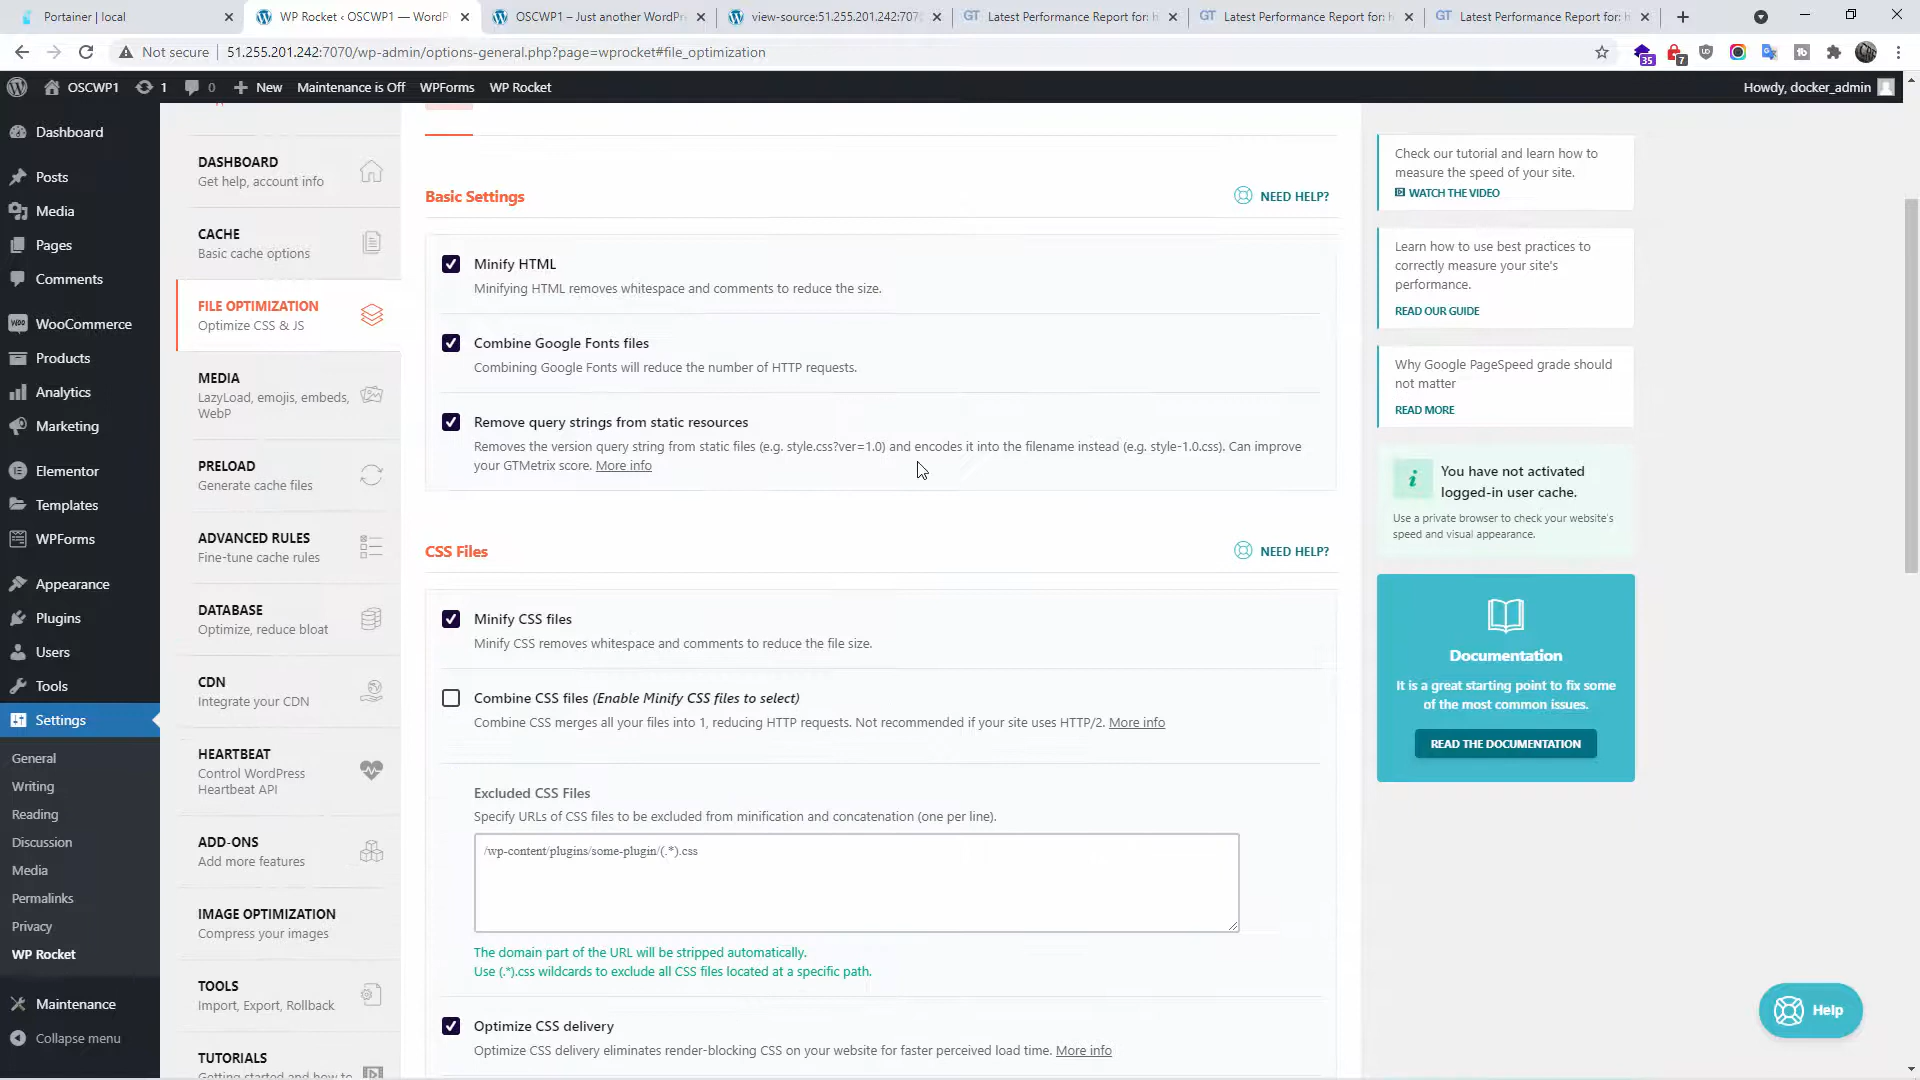 Portainer | local
WP Rocket ‹ OSCWP1 — WordP
OSCWP1 – Just another WordPr
view-source:51.255.201.242:707
GT Latest Performance Report for: h
GT Latest Performance Report for: h
GT Latest Performance Report for: h
Not secure
51.255.201.242:7070/wp-admin/options-general.php?page=wprocket#file_optimization
35
7
OSCWP1
1
0
New
Maintenance is Off
WPForms
WP Rocket
Howdy, docker_admin
Dashboard
Posts
Media
Pages
Comments
WooCommerce
Products
Analytics
Marketing
Elementor
Templates
WPForms
Appearance
Plugins
Users
Tools
Settings
General
Writing
Reading
Discussion
Media
Permalinks
Privacy
WP Rocket
Maintenance
Collapse menu
DASHBOARD
Get help, account info
CACHE
Basic cache options
FILE OPTIMIZATION
Optimize CSS & JS
MEDIA
LazyLoad, emojis, embeds,
WebP
PRELOAD
Generate cache files
ADVANCED RULES
Fine-tune cache rules
DATABASE
Optimize, reduce bloat
CDN
Integrate your CDN
HEARTBEAT
Control WordPress
Heartbeat API
ADD-ONS
Add more features
IMAGE OPTIMIZATION
Compress your images
TOOLS
Import, Export, Rollback
TUTORIALS
Getting started and how to
Basic Settings
NEED HELP?
Minify HTML
Minifying HTML removes whitespace and comments to reduce the size.
Combine Google Fonts files
Combining Google Fonts will reduce the number of HTTP requests.
Remove query strings from static resources
Removes the version query string from static files (e.g. style.css?ver=1.0) and encodes it into the filename instead (e.g. style-1.0.css). Can improve
your GTMetrix score. More info
CSS Files
NEED HELP?
Minify CSS files
Minify CSS removes whitespace and comments to reduce the file size.
Combine CSS files (Enable Minify CSS files to select)
Combine CSS merges all your files into 1, reducing HTTP requests. Not recommended if your site uses HTTP/2. More info
Excluded CSS Files
Specify URLs of CSS files to be excluded from minification and concatenation (one per line).
/wp-content/plugins/some-plugin/(.*).css
The domain part of the URL will be stripped automatically.
Use (.*).css wildcards to exclude all CSS files located at a specific path.
Optimize CSS delivery
Optimize CSS delivery eliminates render-blocking CSS on your website for faster perceived load time. More info
Check our tutorial and learn how to
measure the speed of your site.
WATCH THE VIDEO
Learn how to use best practices to
correctly measure your site's
performance.
READ OUR GUIDE
Why Google PageSpeed grade should
not matter
READ MORE
You have not activated
logged-in user cache.
Use a private browser to check your website's
speed and visual appearance.
Documentation
It is a great starting point to fix some
of the most common issues.
READ THE DOCUMENTATION
Help